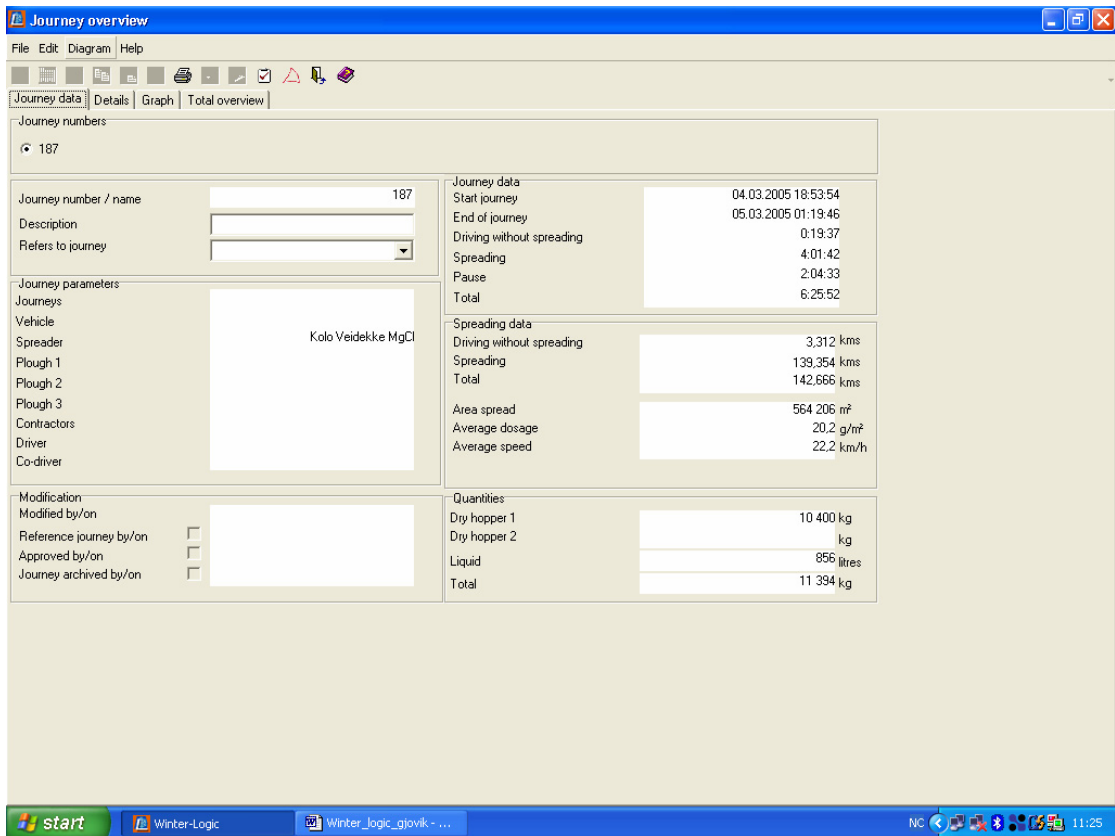 Journey overview
File Edit Diagram Help
Journey data Details Graph Total overview
Journey numbers
187
Journey number / name 187
Description
Refers to journey
Journey parameters
Journeys
Vehicle
Spreader Kolo Veidekke MgCl
Plough 1
Plough 2
Plough 3
Contractors
Driver
Co-driver
Modification
Modified by/on
Reference journey by/on
Approved by/on
Journey archived by/on
Journey data
Start journey 04.03.2005 18:53:54
End of journey 05.03.2005 01:19:46
Driving without spreading 0:19:37
Spreading 4:01:42
Pause 2:04:33
Total 6:25:52
Spreading data
Driving without spreading 3,312 kms
Spreading 139,354 kms
Total 142,666 kms
Area spread 564 206 m²
Average dosage 20,2 g/m²
Average speed 22,2 km/h
Quantities
Dry hopper 1 10 400 kg
Dry hopper 2 kg
Liquid 856 litres
Total 11 394 kg
start Winter-Logic Winter_logic_gjovik - ... NC 11:25